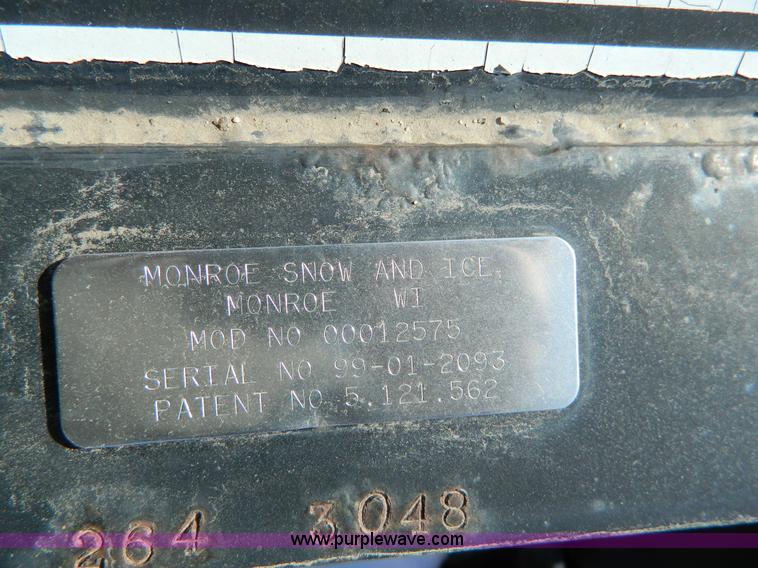 MONROE SNOW AND ICE,
MONROE WI
MOD NO 00012575
SERIAL NO 99-01-2093
PATENT NO 5.121.562
264 3048
www.purplewave.com